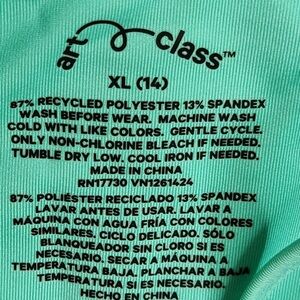 art class™
XL (14)
87% RECYCLED POLYESTER 13% SPANDEX
WASH BEFORE WEAR. MACHINE WASH
COLD WITH LIKE COLORS. GENTLE CYCLE.
ONLY NON-CHLORINE BLEACH IF NEEDED.
TUMBLE DRY LOW. COOL IRON IF NEEDED.
MADE IN CHINA
RN17730 VN1261424
87% POLIÉSTER RECICLADO 13% SPANDEX
LAVAR ANTES DE USAR. LAVAR A
MÁQUINA CON AGUA FRÍA CON COLORES
SIMILARES. CICLO DELICADO. SÓLO
BLANQUEADOR SIN CLORO SI ES
NECESARIO. SECAR A MÁQUINA A
TEMPERATURA BAJA. PLANCHAR A BAJA
TEMPERATURA SI ES NECESARIO.
HECHO EN CHINA